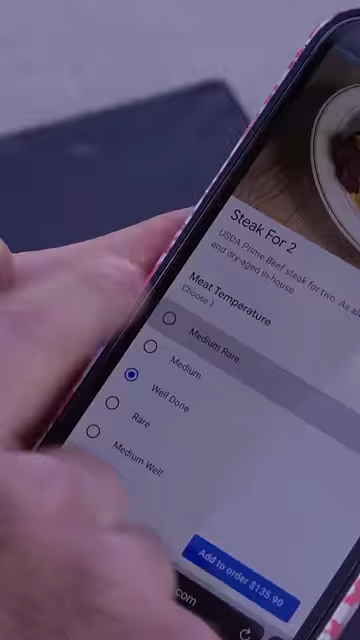 Steak For 2
USDA Prime Beef steak for two. As
and dry-aged in-house.
Meat Temperature
Choose 1
Medium Rare
Medium
Well Done
Rare
Medium Well
Add to order $135.90
com